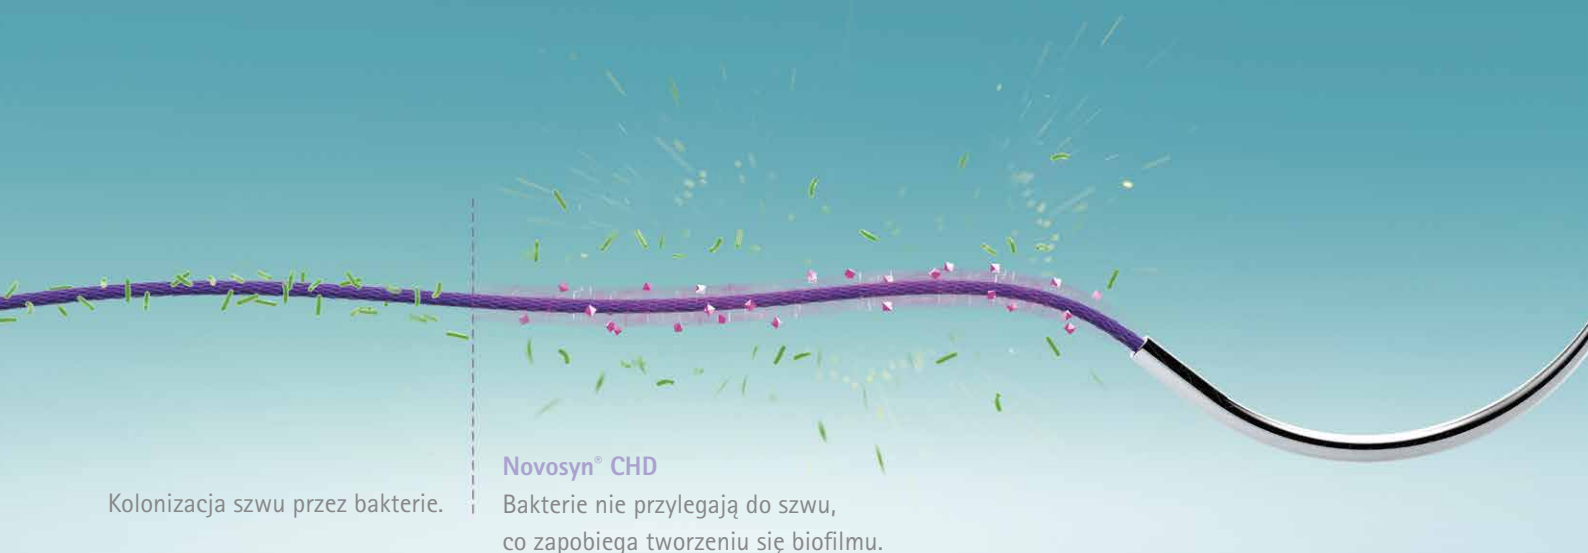 Kolonizacja szwu przez bakterie.
Novosyn® CHD
Bakterie nie przylegają do szwu,
co zapobiega tworzeniu się biofilmu.